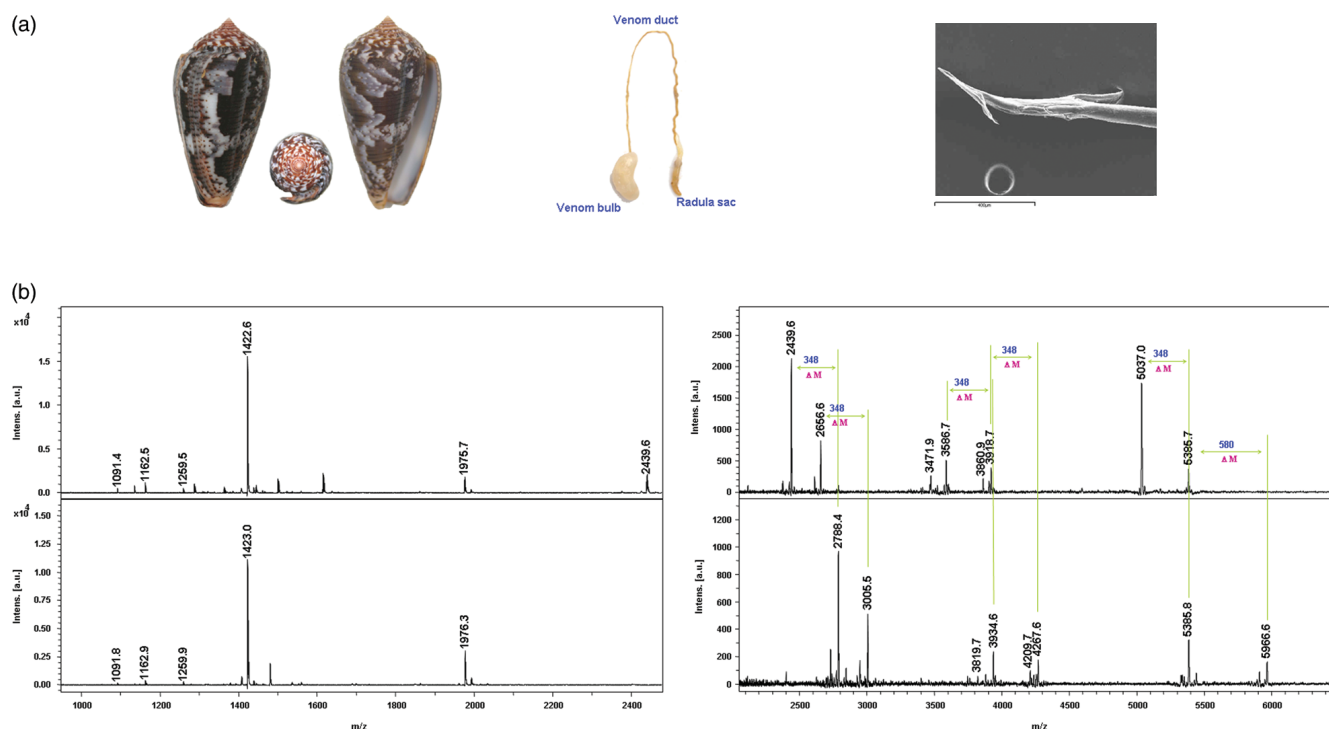 (a)
Venom duct
Venom bulb
Radula sac
400µm
(b)
x10 4
Intens. [a.u.]
1.5
1.0
0.5
0.0
1091.4
1162.5
1259.5
1422.6
1975.7
2439.6
x10 4
Intens. [a.u.]
1.50
1.25
1.00
0.75
0.50
0.25
0.00
1091.8
1162.9
1259.9
1423.0
1976.3
1000 1200 1400 1600 1800 2000 2200 2400
m/z
Intens. [a.u.]
2500
2000
1500
1000
500
0
2439.6
348
Δ M
2656.6
348
Δ M
3471.9
3586.7
348
Δ M
3860.9
3918.7
348
Δ M
5037.0
348
Δ M
5385.7
580
Δ M
Intens. [a.u.]
1200
1000
800
600
400
200
0
2788.4
3005.5
3819.7
3934.6
4209.7
4267.6
5385.8
5966.6
2500 3000 3500 4000 4500 5000 5500 6000
m/z